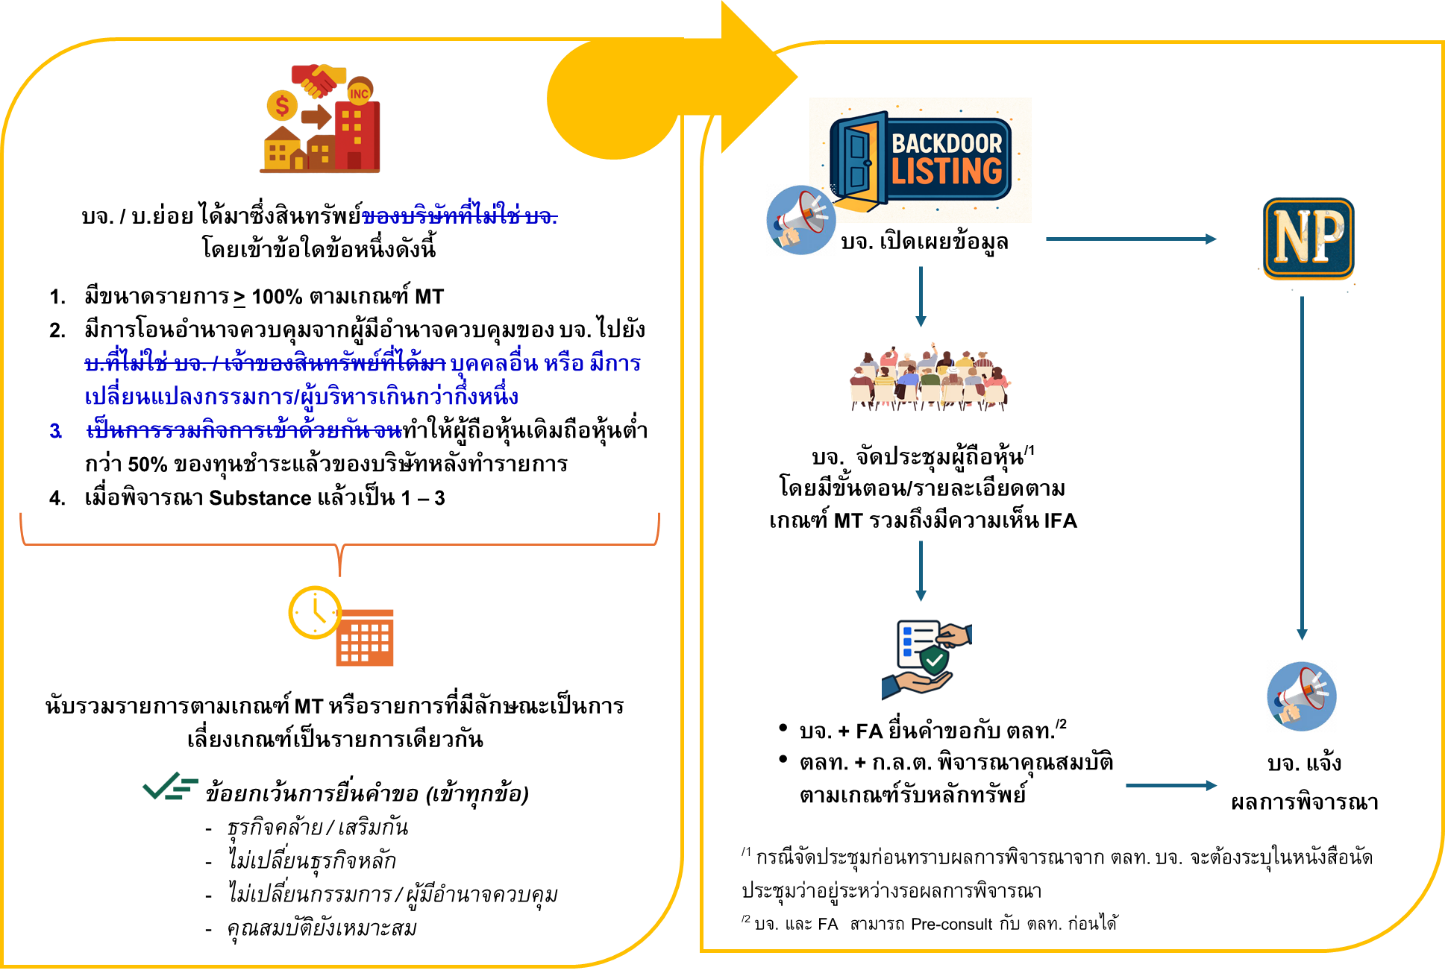 $
INC
บจ. / บ.ย่อย ได้มาซึ่งสินทรัพย์ของบริษัทที่ไม่ใช่ บจ.
โดยเข้าข้อใดข้อหนึ่งดังนี้
1. มีขนาดรายการ > 100% ตามเกณฑ์ MT
2. มีการโอนอำนาจควบคุมจากผู้มีอำนาจควบคุมของ บจ. ไปยัง
บ.ที่ไม่ใช่ บจ. / เจ้าของสินทรัพย์ที่ได้มา บุคคลอื่น หรือ มีการ
เปลี่ยนแปลงกรรมการ/ผู้บริหารเกินกว่ากึ่งหนึ่ง
3. เป็นการรวมกิจการเข้าด้วยกัน จนทำให้ผู้ถือหุ้นเดิมถือหุ้นต่ำ
กว่า 50% ของทุนชำระแล้วของบริษัทหลังทำรายการ
4. เมื่อพิจารณา Substance แล้วเป็น 1 – 3
นับรวมรายการตามเกณฑ์ MT หรือรายการที่มีลักษณะเป็นการ
เลี่ยงเกณฑ์เป็นรายการเดียวกัน
ข้อยกเว้นการยื่นคำขอ (เข้าทุกข้อ)
- ธุรกิจคล้าย / เสริมกัน
- ไม่เปลี่ยนธุรกิจหลัก
- ไม่เปลี่ยนกรรมการ / ผู้มีอำนาจควบคุม
- คุณสมบัติยังเหมาะสม
BACKDOOR
LISTING
บจ. เปิดเผยข้อมูล
NP
บจ. จัดประชุมผู้ถือหุ้น/1
โดยมีขั้นตอน/รายละเอียดตาม
เกณฑ์ MT รวมถึงมีความเห็น IFA
• บจ. + FA ยื่นคำขอกับ ตลท./2
• ตลท. + ก.ล.ต. พิจารณาคุณสมบัติ
ตามเกณฑ์รับหลักทรัพย์
บจ. แจ้ง
ผลการพิจารณา
/1 กรณีจัดประชุมก่อนทราบผลการพิจารณาจาก ตลท. บจ. จะต้องระบุในหนังสือนัด
ประชุมว่าอยู่ระหว่างรอผลการพิจารณา
/2 บจ. และ FA สามารถ Pre-consult กับ ตลท. ก่อนได้